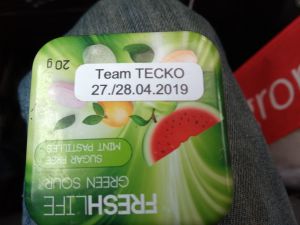 Team TECKO
27./28.04.2019
20 g
SUGAR FREE
MINT PASTILLES
GREEN SOUR
FRESHLIFE